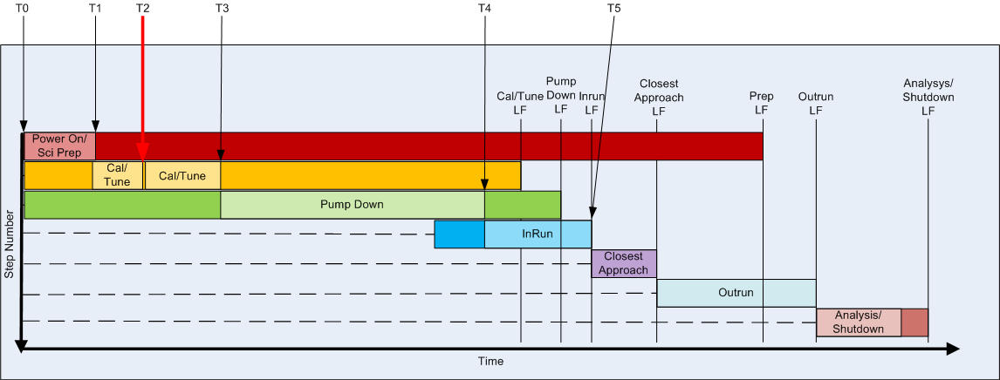 T0
T1
T2
T3
T4
T5
Cal/Tune
LF
Pump
Down
LF
Inrun
LF
Closest
Approach
LF
Prep
LF
Outrun
LF
Analysys/
Shutdown
LF
Power On/
Sci Prep
Cal/
Tune
Cal/Tune
Pump Down
InRun
Closest
Approach
Outrun
Analysis/
Shutdown
Step Number
Time